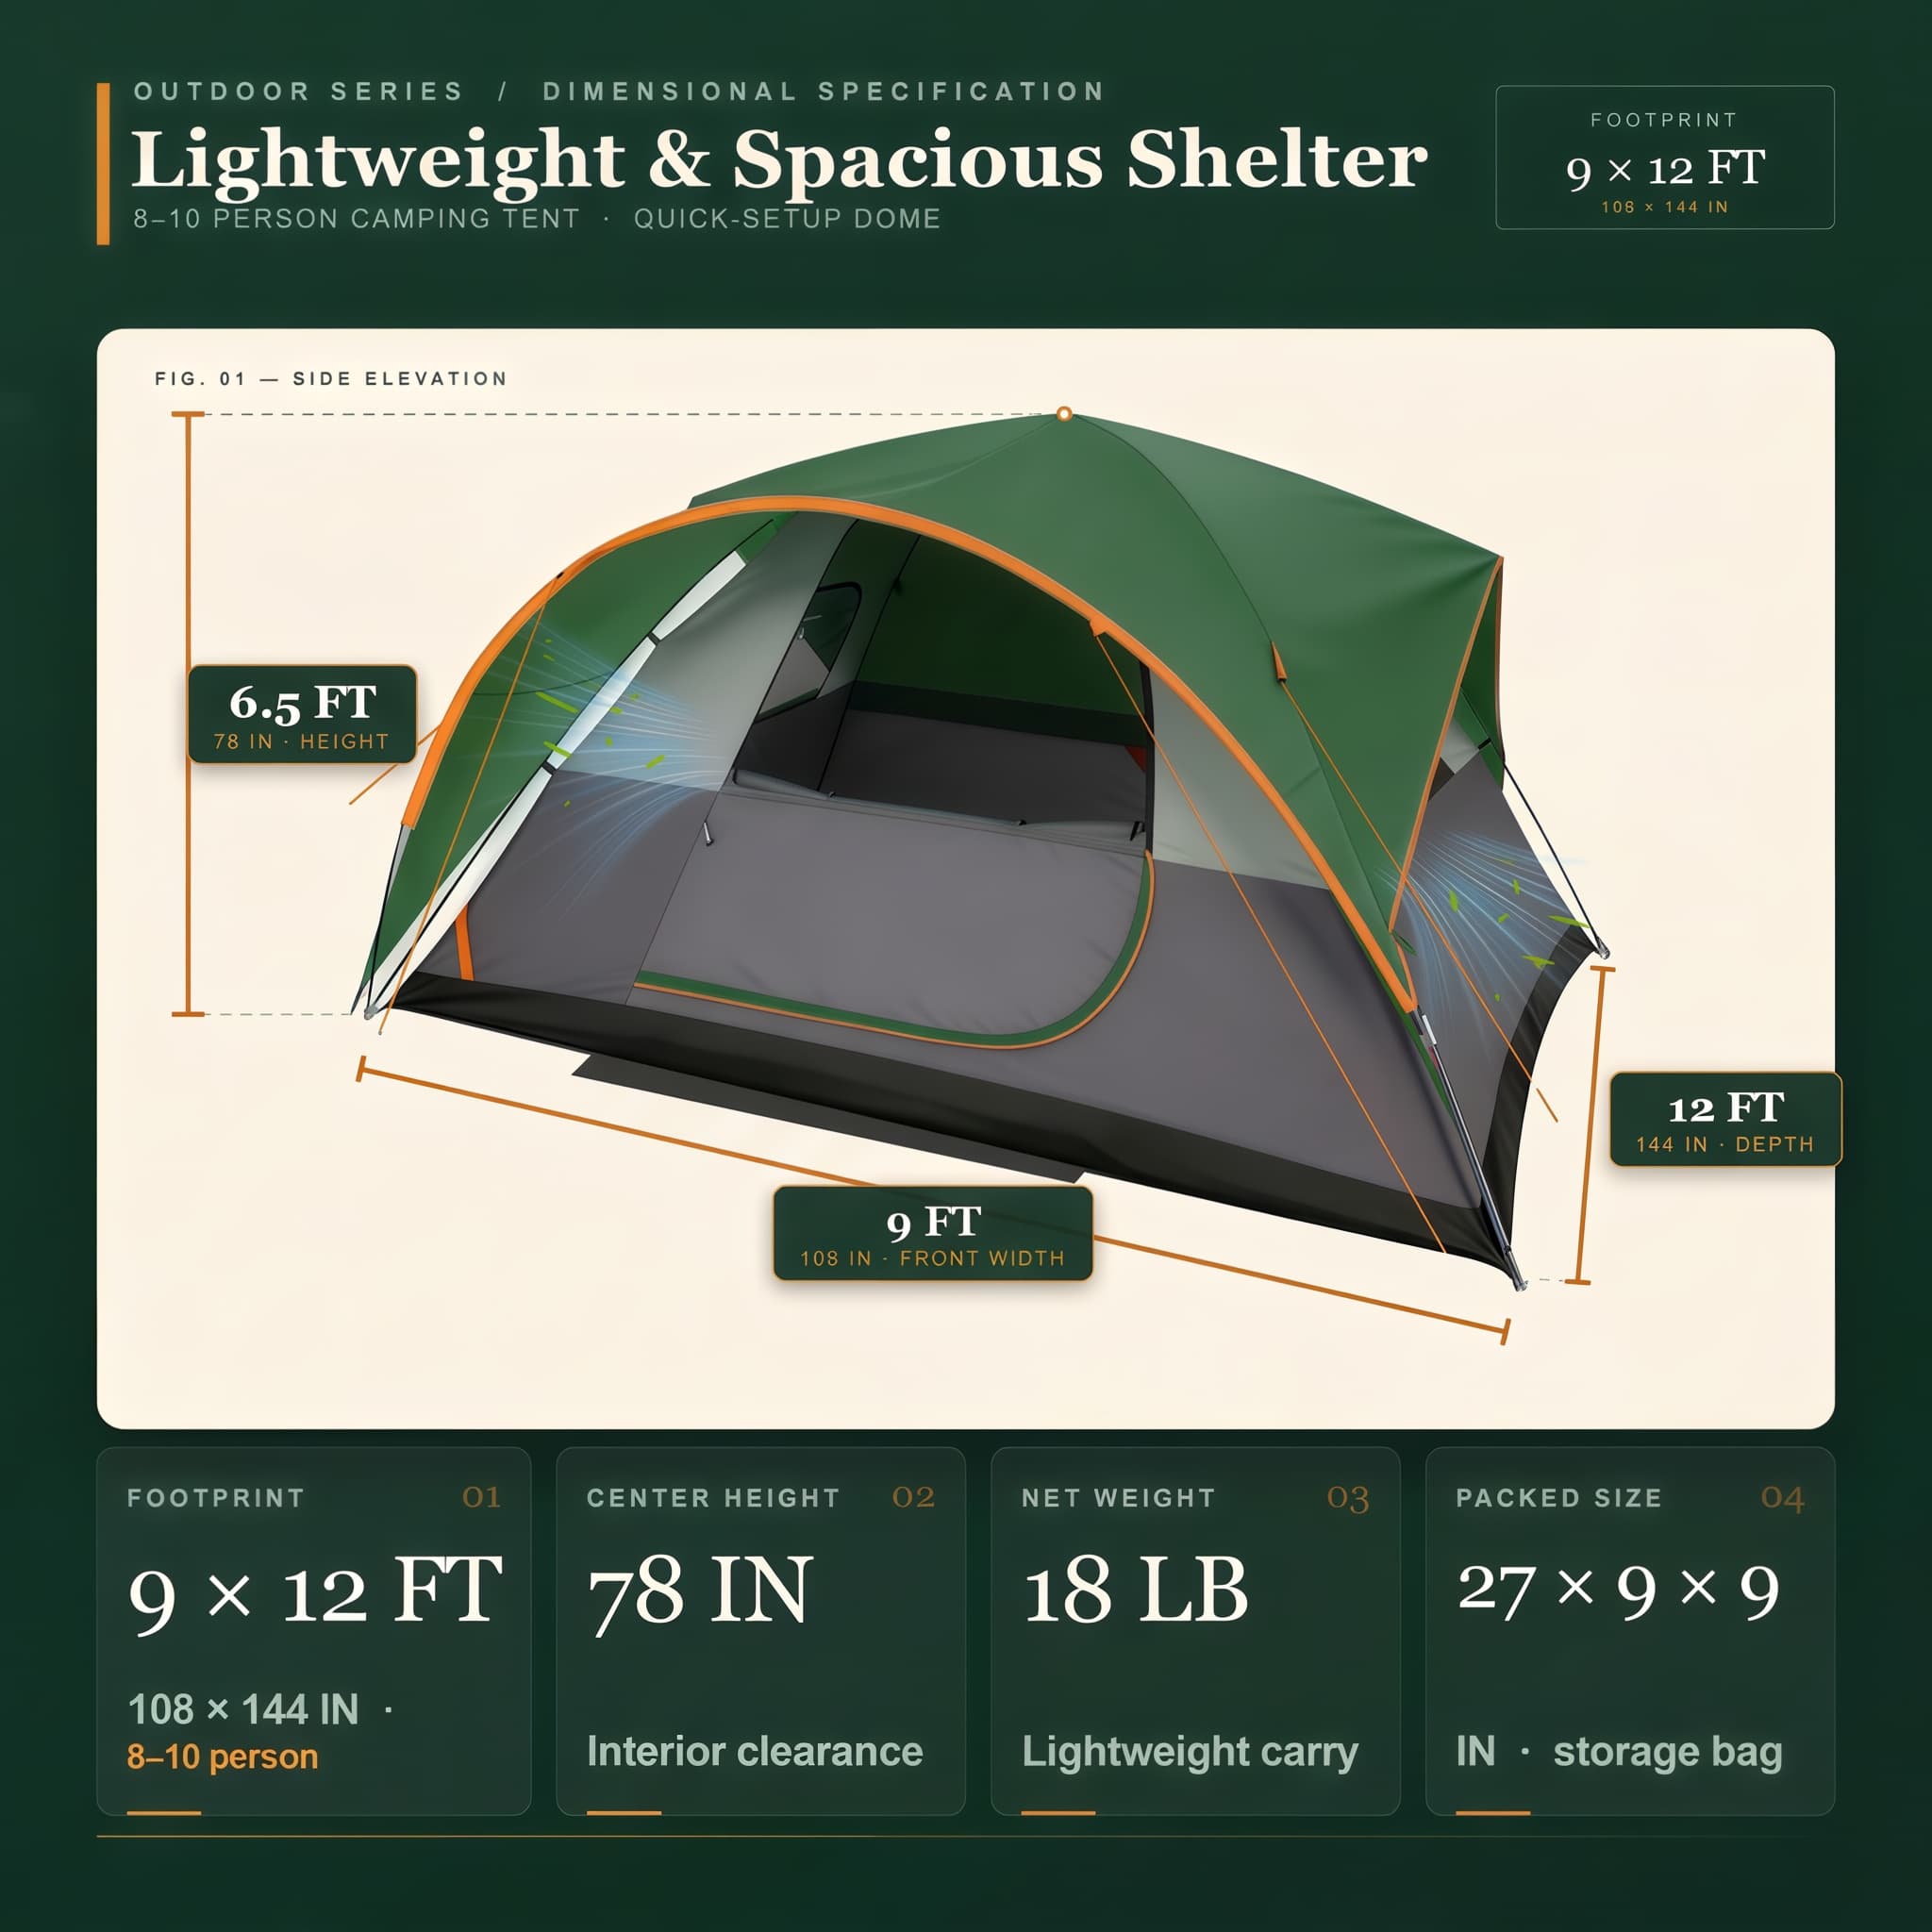 OUTDOOR SERIES / DIMENSIONAL SPECIFICATION
Lightweight & Spacious Shelter
8–10 PERSON CAMPING TENT · QUICK-SETUP DOME
FOOTPRINT
9 × 12 FT
108 × 144 IN
FIG. 01 — SIDE ELEVATION
6.5 FT
78 IN · HEIGHT
12 FT
144 IN · DEPTH
9 FT
108 IN · FRONT WIDTH
FOOTPRINT 01
9 × 12 FT
108 × 144 IN ·
8–10 person
CENTER HEIGHT 02
78 IN
Interior clearance
NET WEIGHT 03
18 LB
Lightweight carry
PACKED SIZE 04
27 × 9 × 9
IN · storage bag